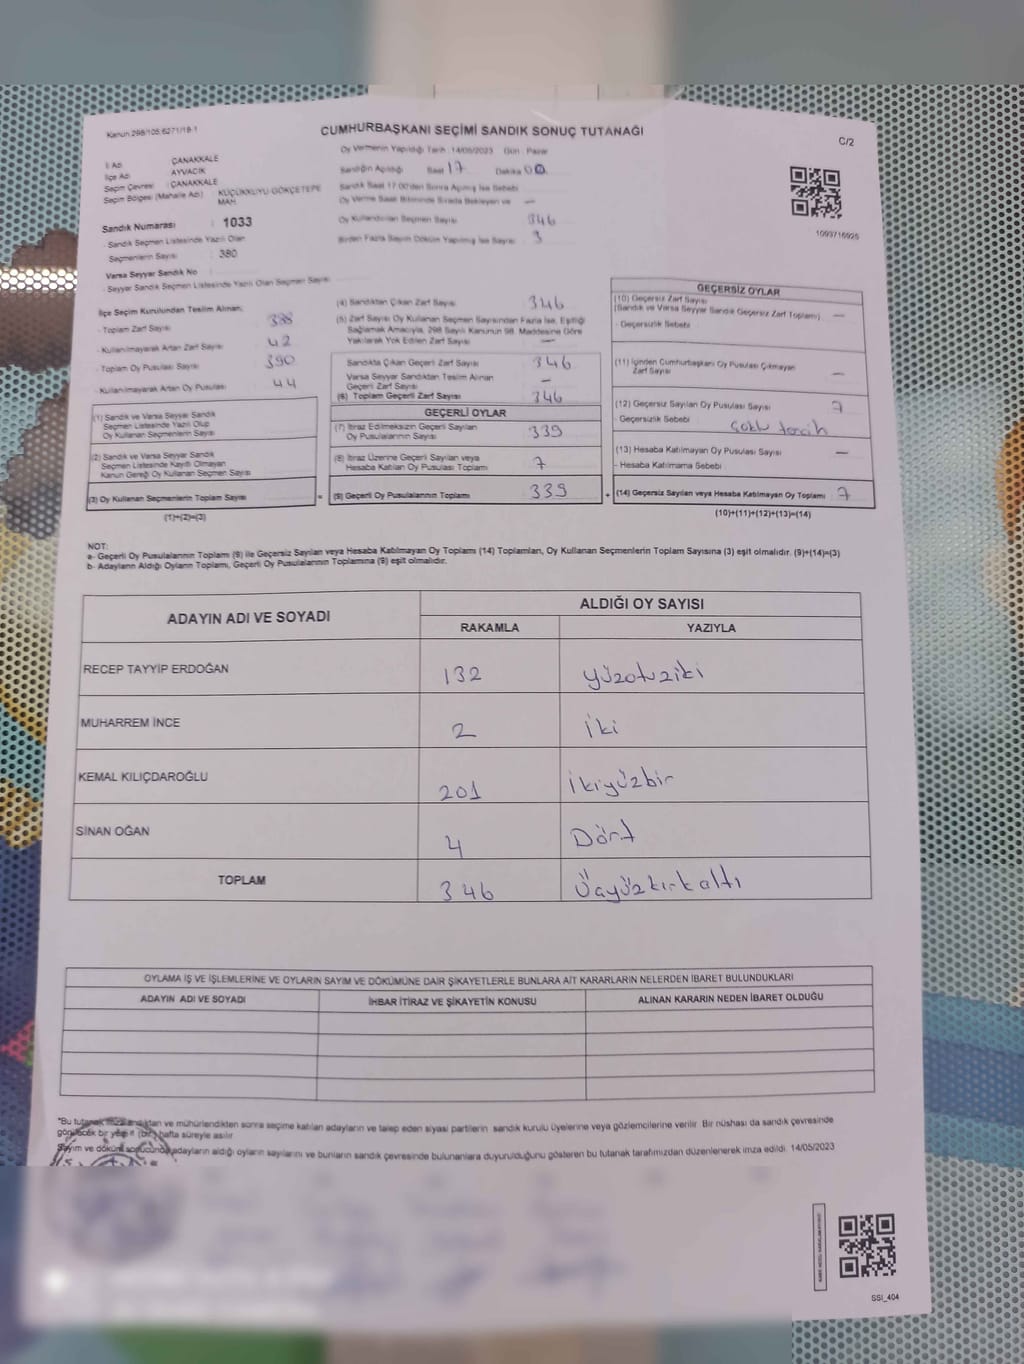 Kanun 298/105 6271/18-1
CUMHURBAŞKANI SEÇİMİ SANDIK SONUÇ TUTANAĞI
C/2
Oy Vermenin Yapıldığı Tarih : 14/05/2023 Gün : Pazar
İl Adı : ÇANAKKALE
İlçe Adı : AYVACIK
Seçim Çevresi : ÇANAKKALE
Seçim Bölgesi (Mahalle Adı) : KÜÇÜKKUYU-GÖKÇETEPE MAH
Sandık Numarası : 1033
- Sandık Seçmen Listesinde Yazılı Olan
Seçmenlerin Sayısı : 380
Varsa Seyyar Sandık No
- Seyyar Sandık Seçmen Listesinde Yazılı Olan Seçmen Sayısı
Sandığın Açıldığı Saat 17 Dakika 00
Sandık Saat 17.00'den Sonra Açılmış İse Sebebi
Oy Verme Saati Bitiminde Sırada Bekleyen ve —
Oy Kullandırılan Seçmen Sayısı 346
Birden Fazla Sayım Döküm Yapılmış İse Sayısı 3
1093716925
İlçe Seçim Kurulundan Teslim Alınan;
- Toplam Zarf Sayısı 388
- Kullanılmayarak Artan Zarf Sayısı 42
- Toplam Oy Pusulası Sayısı 390
- Kullanılmayarak Artan Oy Pusulası 44
(1) Sandık ve Varsa Seyyar Sandık
Seçmen Listesinde Yazılı Olup
Oy Kullanan Seçmenlerin Sayısı
(2) Sandık ve Varsa Seyyar Sandık
Seçmen Listesinde Kayıtlı Olmayan
Kanun Gereği Oy Kullanan Seçmen Sayısı
(3) Oy Kullanan Seçmenlerin Toplam Sayısı
(1)+(2)=(3)
(4) Sandıktan Çıkan Zarf Sayısı 346
(5) Zarf Sayısı Oy Kullanan Seçmen Sayısından Fazla İse, Eşitliği
Sağlamak Amacıyla, 298 Sayılı Kanunun 98. Maddesine Göre
Yakılarak Yok Edilen Zarf Sayısı —
Sandıkta Çıkan Geçerli Zarf Sayısı 346
Varsa Seyyar Sandıktan Teslim Alınan
Geçerli Zarf Sayısı —
(6) Toplam Geçerli Zarf Sayısı 346
GEÇERLİ OYLAR
(7) İtiraz Edilmeksizin Geçerli Sayılan
Oy Pusulalarının Sayısı 339
(8) İtiraz Üzerine Geçerli Sayılan veya
Hesaba Katılan Oy Pusulası Toplamı 7
= (9) Geçerli Oy Pusulalarının Toplamı 339
GEÇERSİZ OYLAR
(10) Geçersiz Zarf Sayısı
(Sandık ve Varsa Seyyar Sandık Geçersiz Zarf Toplamı) —
- Geçersizlik Sebebi
(11) İçinden Cumhurbaşkanı Oy Pusulası Çıkmayan
Zarf Sayısı —
(12) Geçersiz Sayılan Oy Pusulası Sayısı 7
- Geçersizlik Sebebi Çoklu tercih
(13) Hesaba Katılmayan Oy Pusulası Sayısı —
- Hesaba Katılmama Sebebi
+ (14) Geçersiz Sayılan veya Hesaba Katılmayan Oy Toplamı 7
(10)+(11)+(12)+(13)=(14)
NOT:
a- Geçerli Oy Pusulalarının Toplamı (9) ile Geçersiz Sayılan veya Hesaba Katılmayan Oy Toplamı (14) Toplamları, Oy Kullanan Seçmenlerin Toplam Sayısına (3) eşit olmalıdır. (9)+(14)=(3)
b- Adayların Aldığı Oyların Toplamı, Geçerli Oy Pusulalarının Toplamına (9) eşit olmalıdır.
ADAYIN ADI VE SOYADI
ALDIĞI OY SAYISI
RAKAMLA YAZIYLA
RECEP TAYYİP ERDOĞAN 132 yüzotuziki
MUHARREM İNCE 2 iki
KEMAL KILIÇDAROĞLU 201 ikiyüzbir
SİNAN OĞAN 4 Dört
TOPLAM 346 Üçyüzkırkaltı
OYLAMA İŞ VE İŞLEMLERİNE VE OYLARIN SAYIM VE DÖKÜMÜNE DAİR ŞİKAYETLERLE BUNLARA AİT KARARLARIN NELERDEN İBARET BULUNDUKLARI
ADAYIN ADI VE SOYADI İHBAR İTİRAZ VE ŞİKAYETİN KONUSU ALINAN KARARIN NEDEN İBARET OLDUĞU
*Bu tutanak imzalandıktan ve mühürlendikten sonra seçime katılan adayların ve talep eden siyasi partilerin sandık kurulu üyelerine veya gözlemcilerine verilir. Bir nüshası da sandık çevresinde
görülecek bir yere 1 (bir) hafta süreyle asılır.
Sayım ve döküm sonucunda adayların aldığı oyların sayılarını ve bunların sandık çevresinde bulunanlara duyurulduğunu gösteren bu tutanak tarafımızdan düzenlenerek imza edildi. 14/05/2023
SSI_404